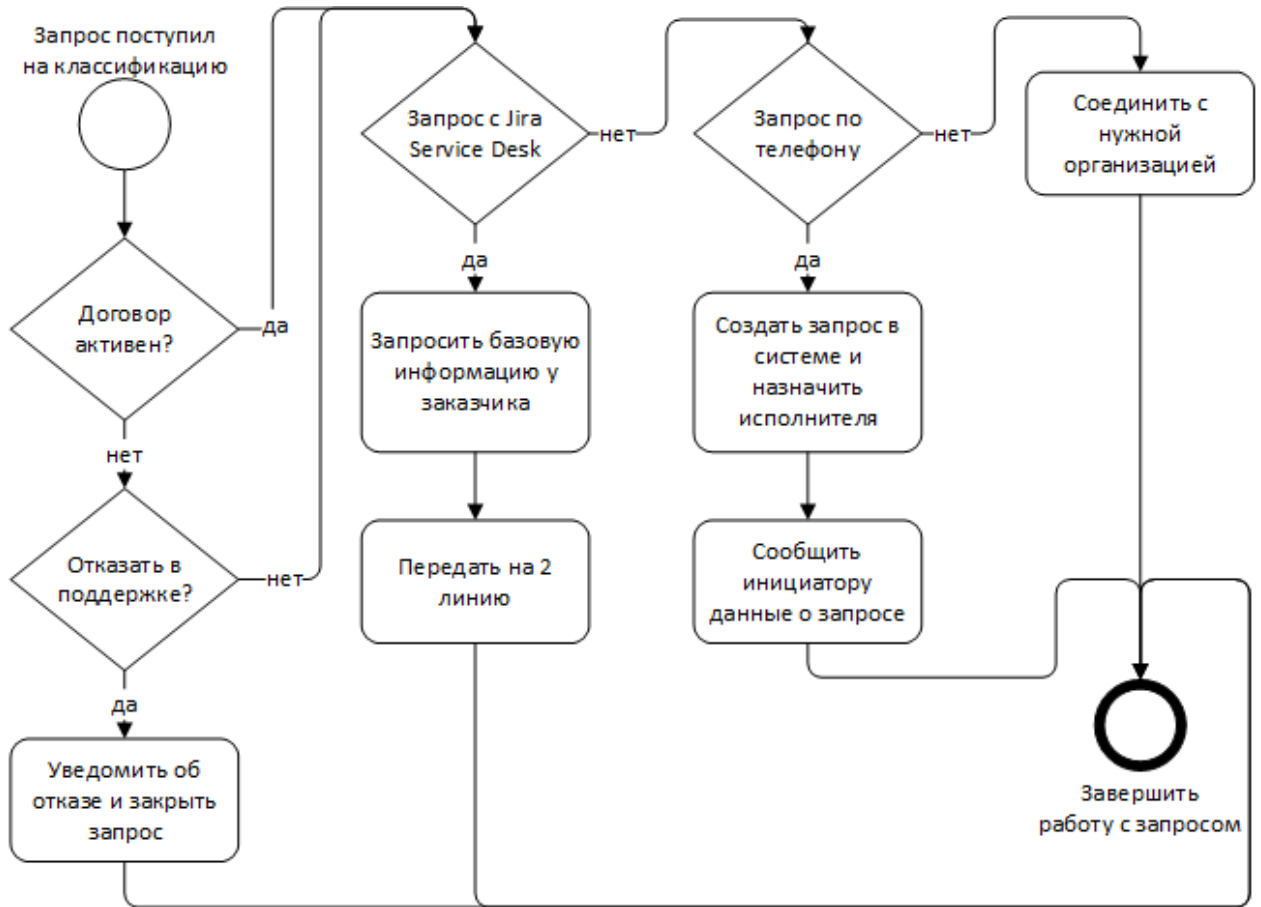 Запрос поступил
на классификацию
Договор
активен?
да
нет
Отказать в
поддержке?
нет
да
Уведомить об
отказе и закрыть
запрос
Запрос с Jira
Service Desk
нет
да
Запросить базовую
информацию у
заказчика
Передать на 2
линию
Запрос по
телефону
нет
да
Создать запрос в
системе и
назначить
исполнителя
Сообщить
инициатору
данные о запросе
Соединить с
нужной
организацией
Завершить
работу с запросом